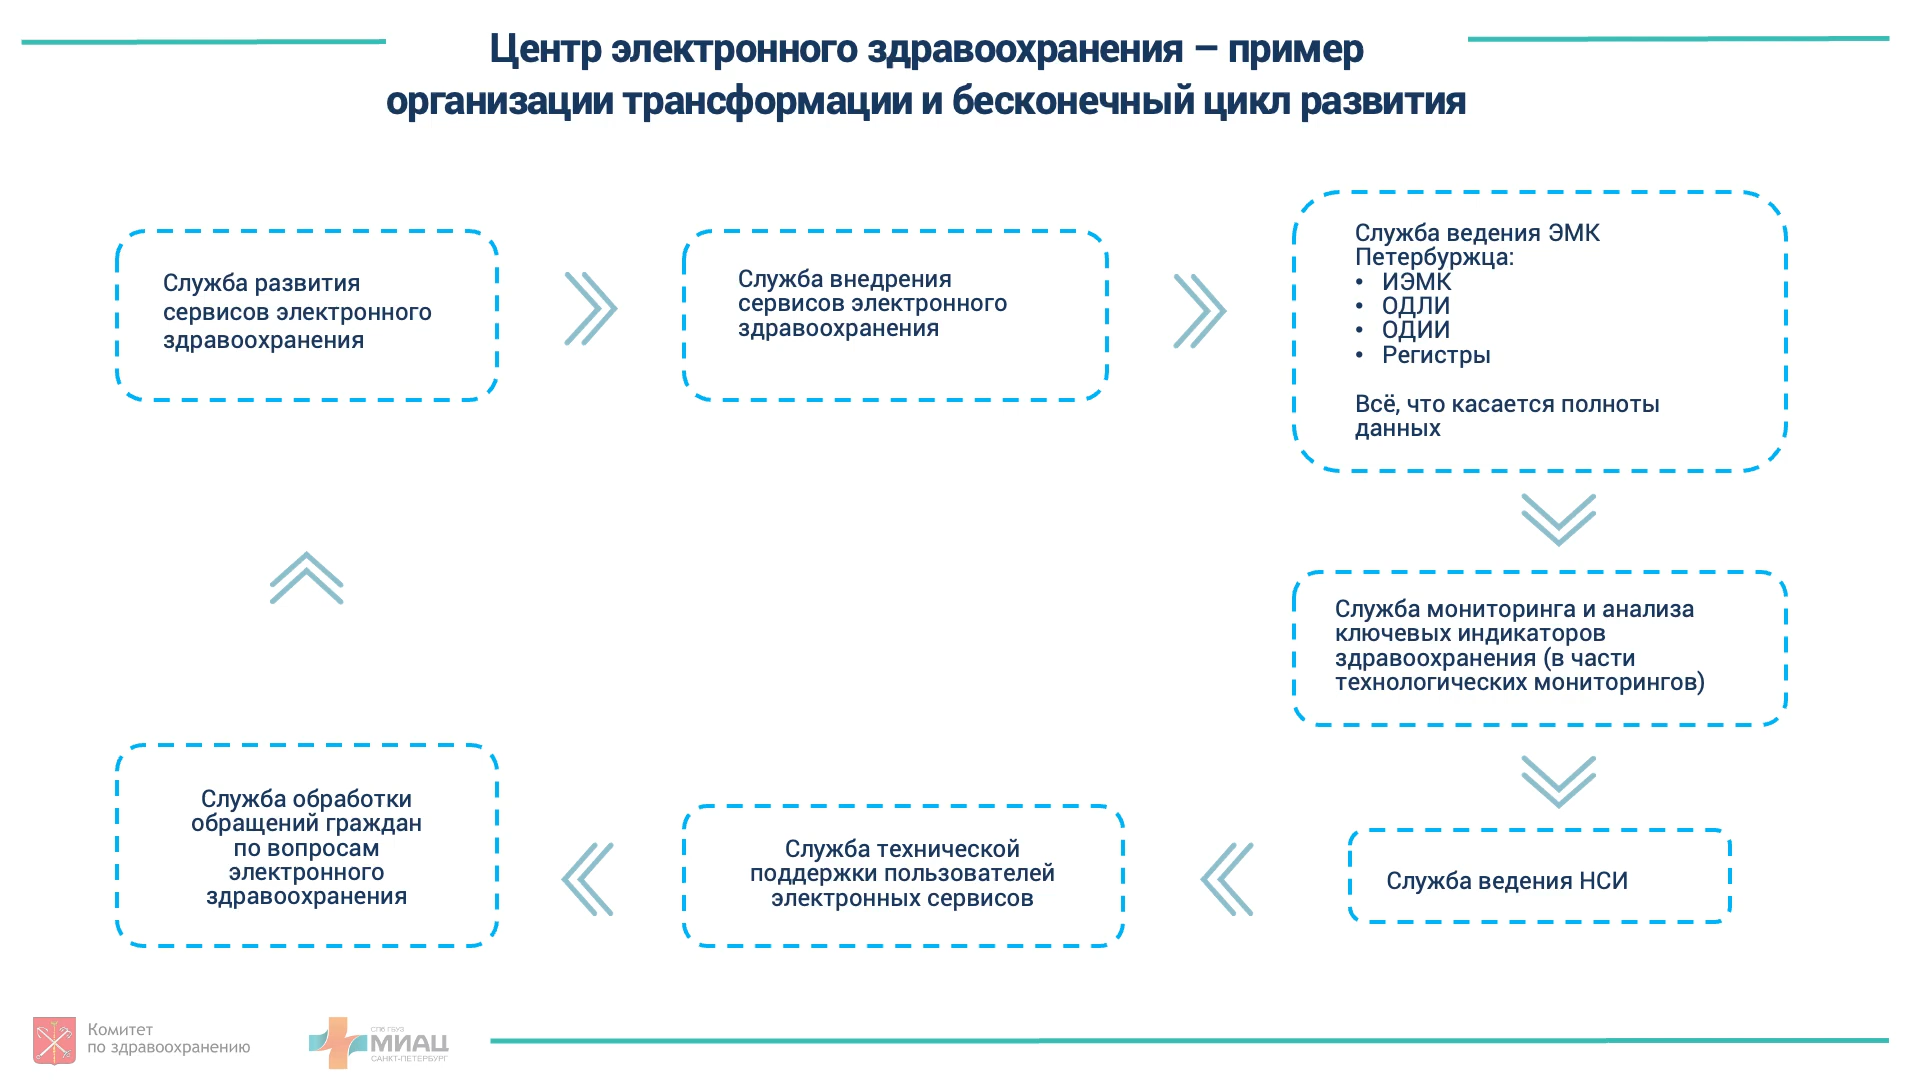 Центр электронного здравоохранения – пример
организации трансформации и бесконечный цикл развития
Служба развития
сервисов электронного
здравоохранения
Служба внедрения
сервисов электронного
здравоохранения
Служба ведения ЭМК
Петербуржца:
• ИЭМК
• ОДЛИ
• ОДИИ
• Регистры
Всё, что касается полноты
данных
Служба мониторинга и анализа
ключевых индикаторов
здравоохранения (в части
технологических мониторингов)
Служба ведения НСИ
Служба технической
поддержки пользователей
электронных сервисов
Служба обработки
обращений граждан
по вопросам
электронного
здравоохранения
Комитет
по здравоохранению
СПб ГБУЗ
МИАЦ
САНКТ-ПЕТЕРБУРГ